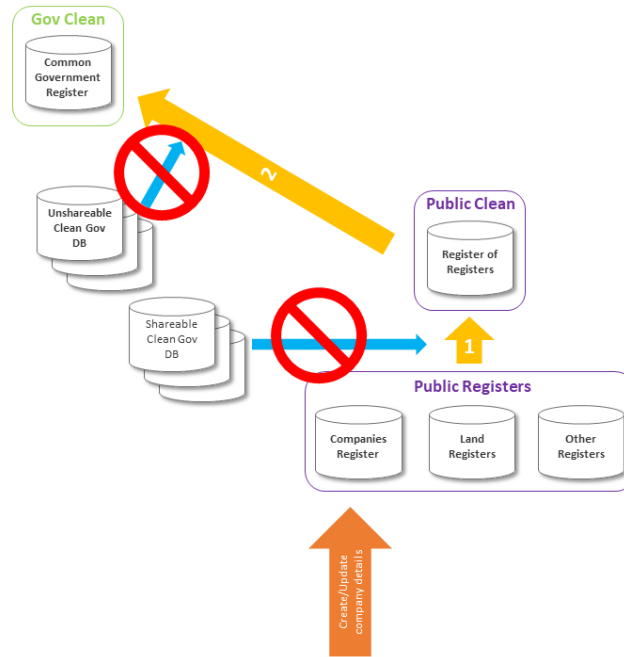 Gov Clean
Common
Government
Register
2
Unshareable
Clean Gov
DB
Public Clean
Register of
Registers
Shareable
Clean Gov
DB
1
Public Registers
Companies
Register
Land
Registers
Other
Registers
Create/Update
company details